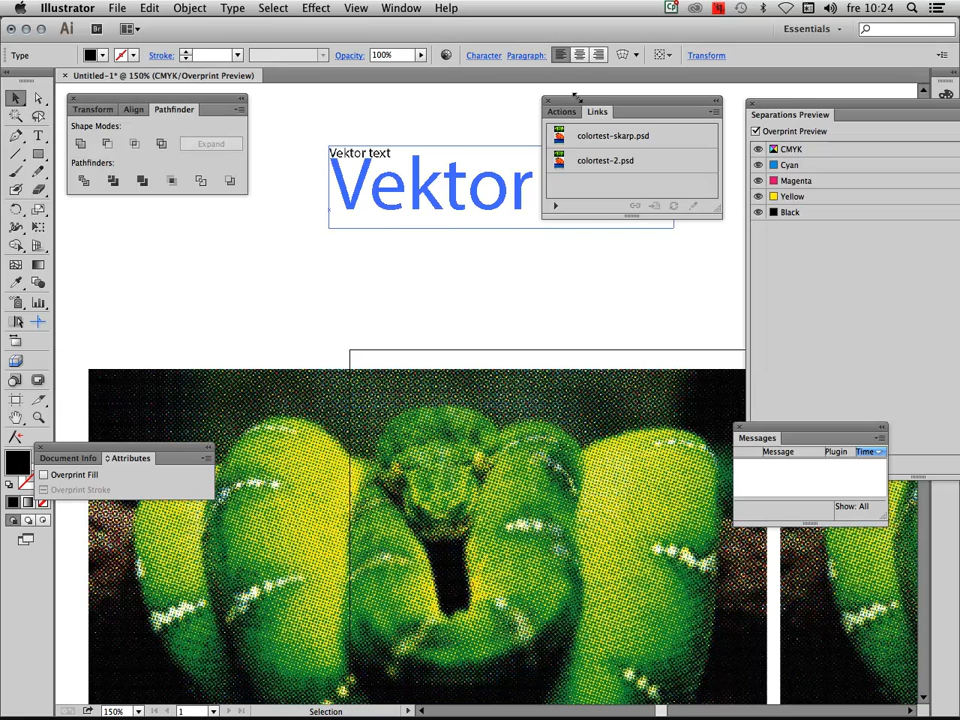 Illustrator File Edit Object Type Select Effect View Window Help
fre 10:24
Essentials
Type
Stroke:
Opacity: 100%
Character Paragraph:
Transform
Untitled-1* @ 150% (CMYK/Overprint Preview)
Transform Align Pathfinder
Shape Modes:
Expand
Pathfinders:
Vektor text
Vektor
Actions Links
colortest-skarp.psd
colortest-2.psd
Separations Preview
Overprint Preview
CMYK
Cyan
Magenta
Yellow
Black
Document Info Attributes
Overprint Fill
Overprint Stroke
Messages
Message Plugin Time
Show: All
150% 1 Selection